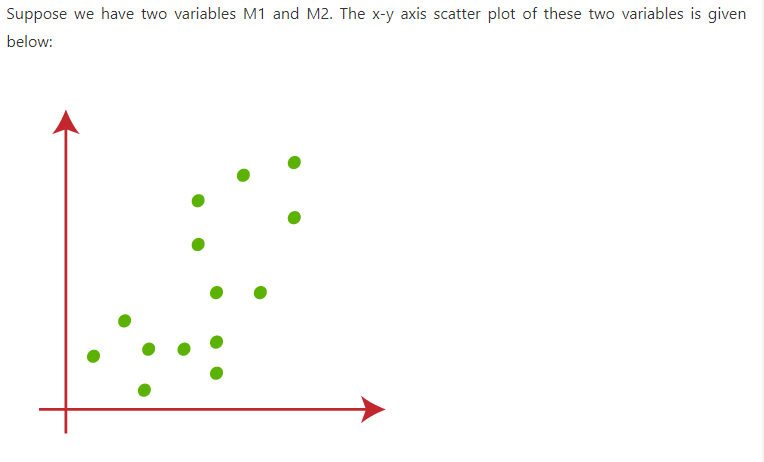 Suppose we have two variables M1 and M2. The x-y axis scatter plot of these two variables is given
below: